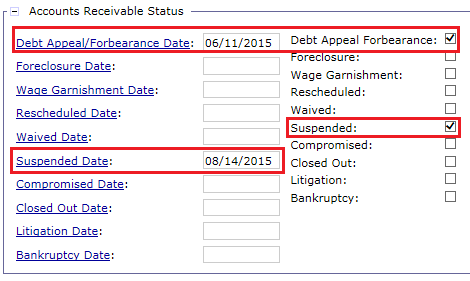 Accounts Receivable Status
Debt Appeal/Forbearance Date: 06/11/2015 Debt Appeal Forbearance:
Foreclosure Date: Foreclosure:
Wage Garnishment Date: Wage Garnishment:
Rescheduled Date: Rescheduled:
Waived Date: Waived:
Suspended:
Suspended Date: 08/14/2015
Compromised:
Compromised Date: Closed Out:
Closed Out Date: Litigation:
Litigation Date: Bankruptcy:
Bankruptcy Date: